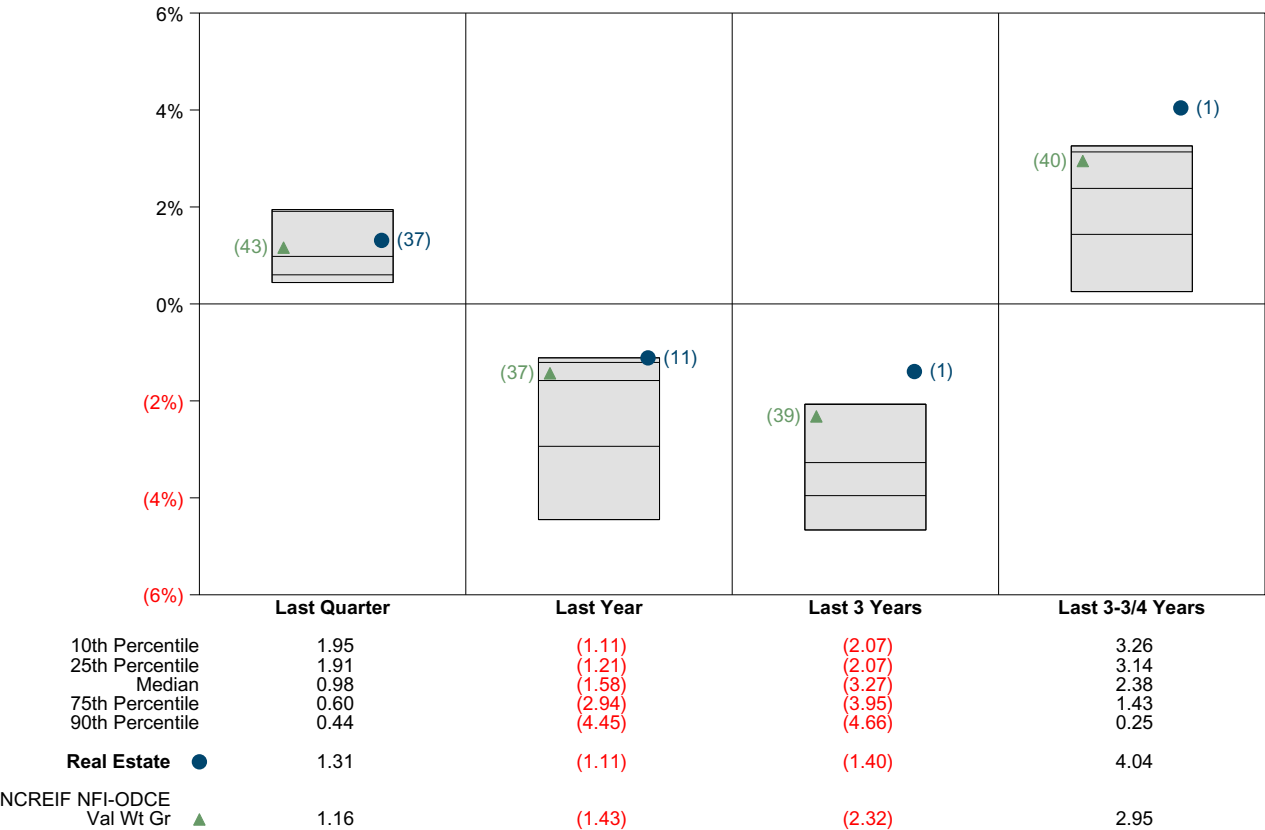 6%
4%
2%
0%
(2%)
(4%)
(6%)
(43) (37)
(37) (11)
(39) (1)
(40) (1)
Last Quarter Last Year Last 3 Years Last 3-3/4 Years
10th Percentile 1.95 (1.11) (2.07) 3.26
25th Percentile 1.91 (1.21) (2.07) 3.14
Median 0.98 (1.58) (3.27) 2.38
75th Percentile 0.60 (2.94) (3.95) 1.43
90th Percentile 0.44 (4.45) (4.66) 0.25
Real Estate 1.31 (1.11) (1.40) 4.04
NCREIF NFI-ODCE
Val Wt Gr 1.16 (1.43) (2.32) 2.95